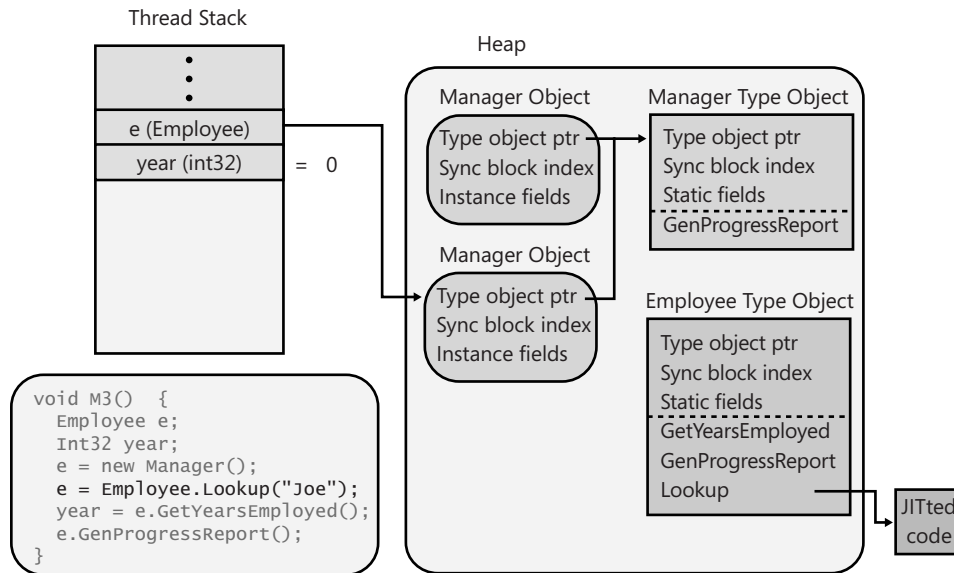 Thread Stack
e (Employee)
year (int32)
= 0
Heap
Manager Object
Type object ptr
Sync block index
Instance fields
Manager Object
Type object ptr
Sync block index
Instance fields
Manager Type Object
Type object ptr
Sync block index
Static fields
GenProgressReport
Employee Type Object
Type object ptr
Sync block index
Static fields
GetYearsEmployed
GenProgressReport
Lookup
JITted
code
void M3() {
Employee e;
Int32 year;
e = new Manager();
e = Employee.Lookup("Joe");
year = e.GetYearsEmployed();
e.GenProgressReport();
}